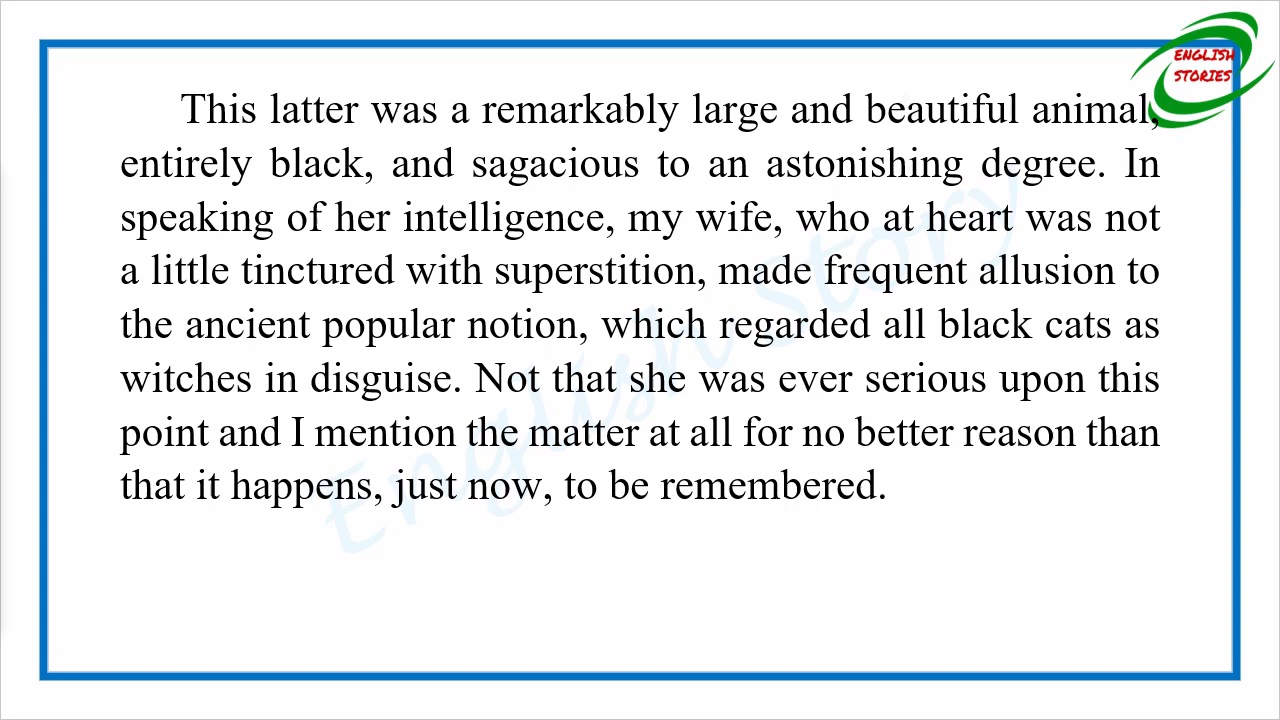 ENGLISH
STORIES
This latter was a remarkably large and beautiful animal,
entirely black, and sagacious to an astonishing degree. In
speaking of her intelligence, my wife, who at heart was not
a little tinctured with superstition, made frequent allusion to
the ancient popular notion, which regarded all black cats as
witches in disguise. Not that she was ever serious upon this
point and I mention the matter at all for no better reason than
that it happens, just now, to be remembered.
English Story